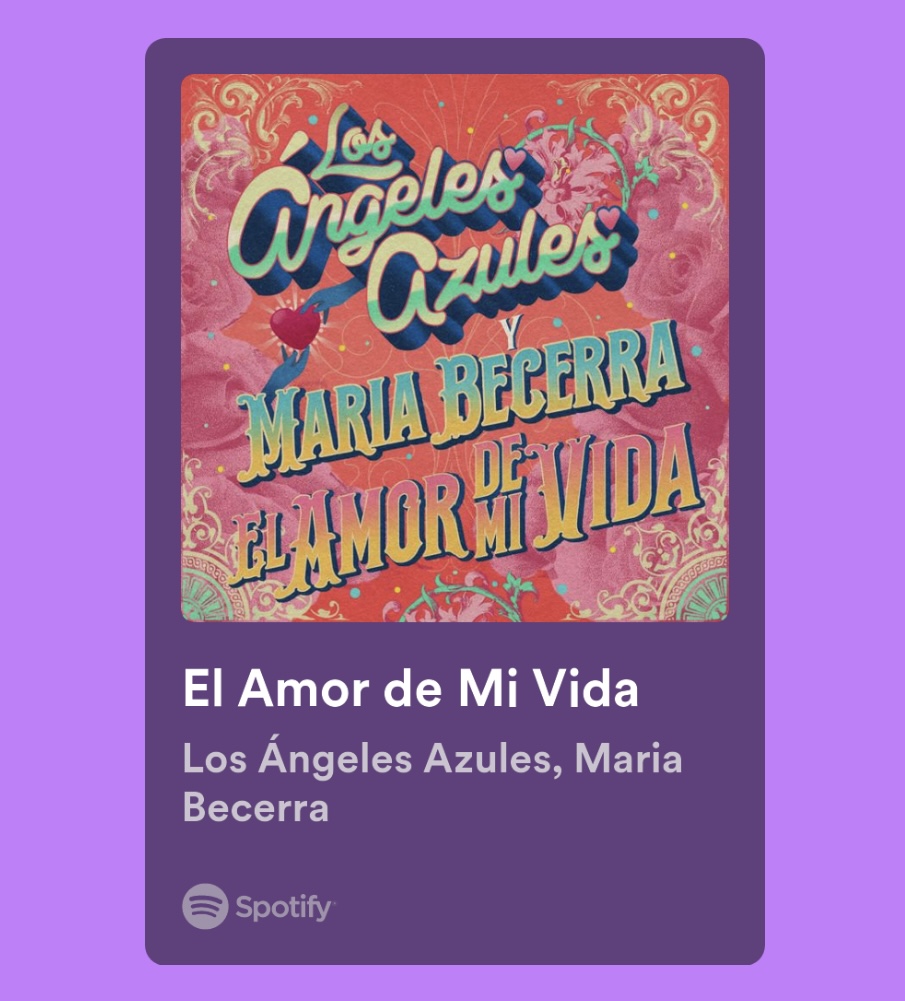 Los
Ángeles
Azules
Y
MARIA BECERRA
EL AMOR DE MI VIDA
El Amor de Mi Vida
Los Ángeles Azules, Maria
Becerra
Spotify